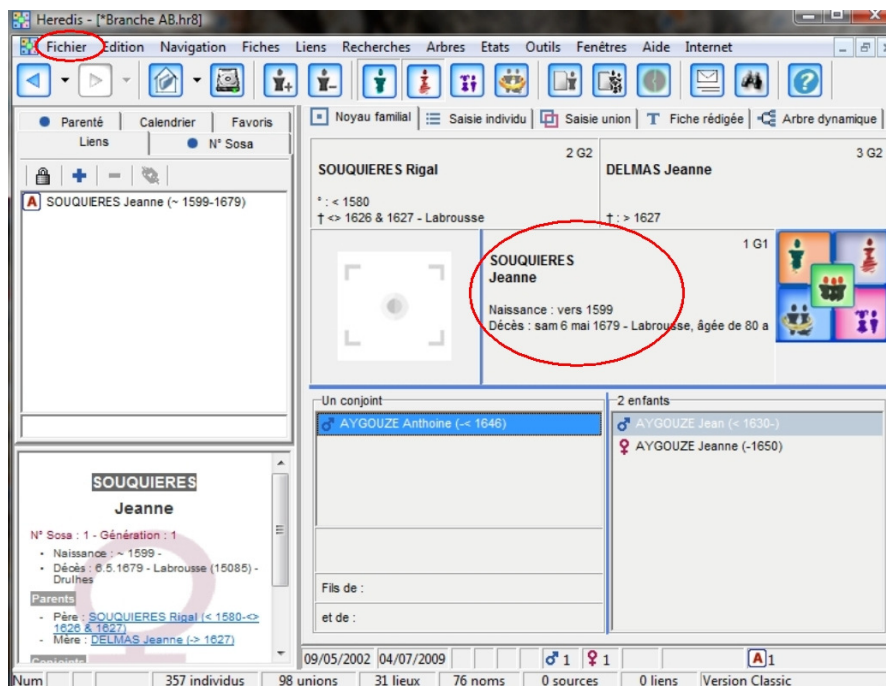 Heredis - [*Branche AB.hr8]
Fichier Edition Navigation Fiches Liens Recherches Arbres Etats Outils Fenêtres Aide Internet
Parenté Calendrier Favoris
Liens N° Sosa
A SOUQUIERES Jeanne (~ 1599-1679)
Noyau familial Saisie individu Saisie union T Fiche rédigée Arbre dynamique
2 G2
SOUQUIERES Rigal
° : < 1580
† <> 1626 & 1627 - Labrousse
3 G2
DELMAS Jeanne
† : > 1627
1 G1
SOUQUIERES
Jeanne
Naissance : vers 1599
Décès : sam 6 mai 1679 - Labrousse, âgée de 80 a
Un conjoint
AYGOUZE Anthoine (-< 1646)
Fils de :
et de :
2 enfants
AYGOUZE Jean (< 1630-)
AYGOUZE Jeanne (-1650)
SOUQUIERES
Jeanne
N° Sosa : 1 - Génération : 1
Naissance : ~ 1599 -
Décès : 6.5.1679 - Labrousse (15085) -
Drulhes
Parents
- Père : SOUQUIERES Rigal (< 1580-<>
1626 & 1627)
- Mère : DELMAS Jeanne (-> 1627)
09/05/2002 04/07/2009 ♂ 1 ♀ 1 A 1
Num 357 individus 98 unions 31 lieux 76 noms 0 sources 0 liens Version Classic